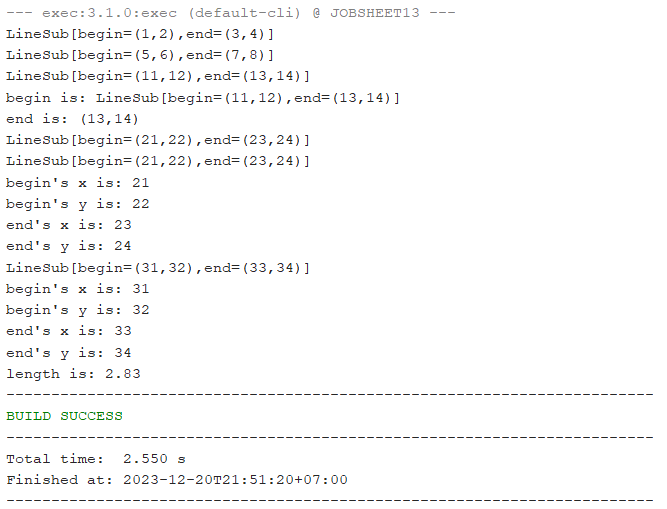 --- exec:3.1.0:exec (default-cli) @ JOBSHEET13 ---
LineSub[begin=(1,2),end=(3,4)]
LineSub[begin=(5,6),end=(7,8)]
LineSub[begin=(11,12),end=(13,14)]
begin is: LineSub[begin=(11,12),end=(13,14)]
end is: (13,14)
LineSub[begin=(21,22),end=(23,24)]
LineSub[begin=(21,22),end=(23,24)]
begin's x is: 21
begin's y is: 22
end's x is: 23
end's y is: 24
LineSub[begin=(31,32),end=(33,34)]
begin's x is: 31
begin's y is: 32
end's x is: 33
end's y is: 34
length is: 2.83
------------------------------------------------------------------------
BUILD SUCCESS
------------------------------------------------------------------------
Total time:  2.550 s
Finished at: 2023-12-20T21:51:20+07:00
------------------------------------------------------------------------